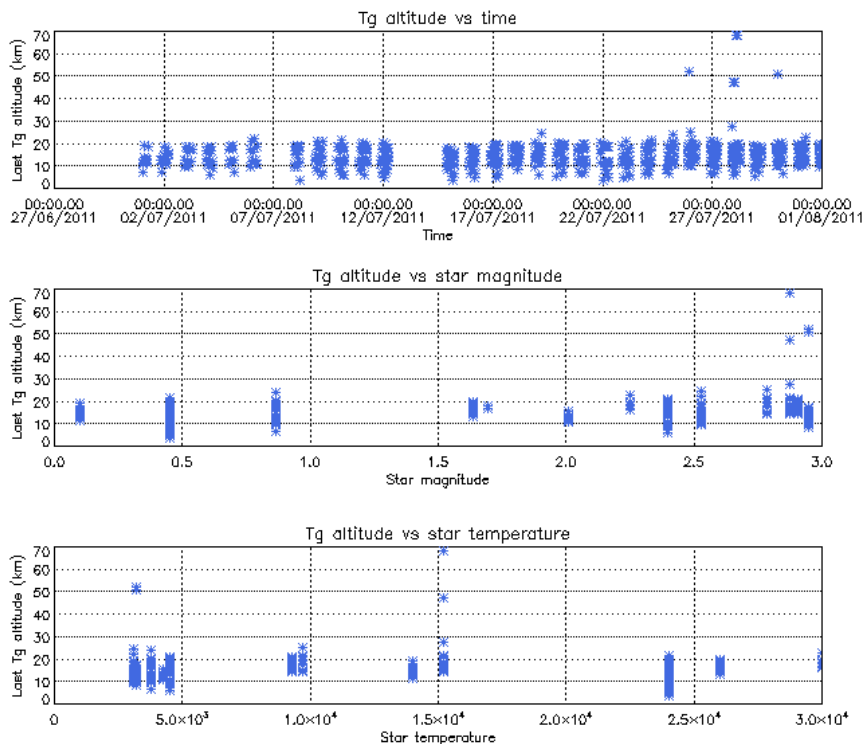 Tg altitude vs time
Last Tg altitude (km)
70
60
50
40
30
20
10
0
00:00.00 00:00.00 00:00.00 00:00.00 00:00.00 00:00.00 00:00.00 00:00.00
27/06/2011 02/07/2011 07/07/2011 12/07/2011 17/07/2011 22/07/2011 27/07/2011 01/08/2011
Time
Tg altitude vs star magnitude
Last Tg altitude (km)
70
60
50
40
30
20
10
0
0.0 0.5 1.0 1.5 2.0 2.5 3.0
Star magnitude
Tg altitude vs star temperature
Last Tg altitude (km)
70
60
50
40
30
20
10
0
0 5.0×10³ 1.0×10⁴ 1.5×10⁴ 2.0×10⁴ 2.5×10⁴ 3.0×10⁴
Star temperature